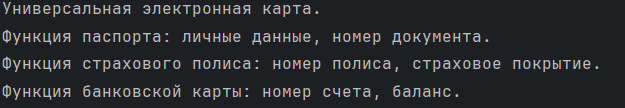 Универсальная электронная карта.
Функция паспорта: личные данные, номер документа.
Функция страхового полиса: номер полиса, страховое покрытие.
Функция банковской карты: номер счета, баланс.